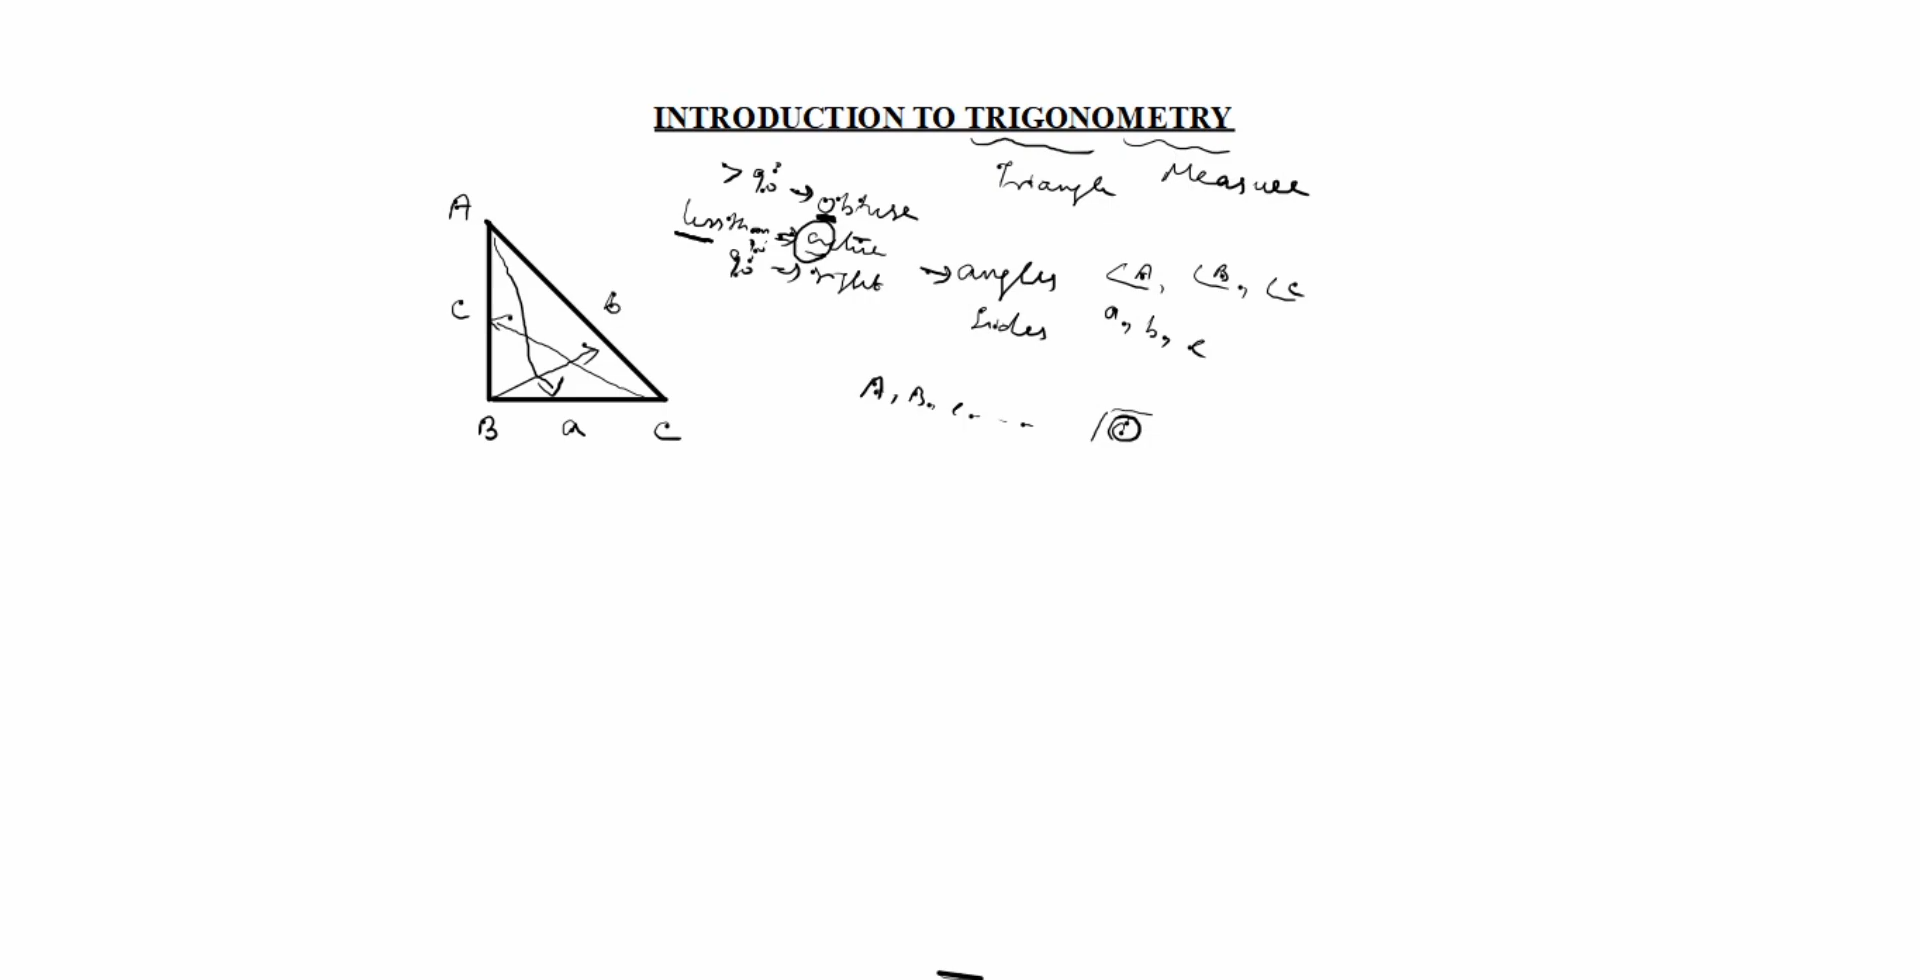 INTRODUCTION TO TRIGONOMETRY
Triangle Measure
> 90° → obtuse
less than 90° → acute
90° → right
→ angles ∠A, ∠B, ∠C
sides a, b, c
A
C
b
B a C
A, B, C. . . .